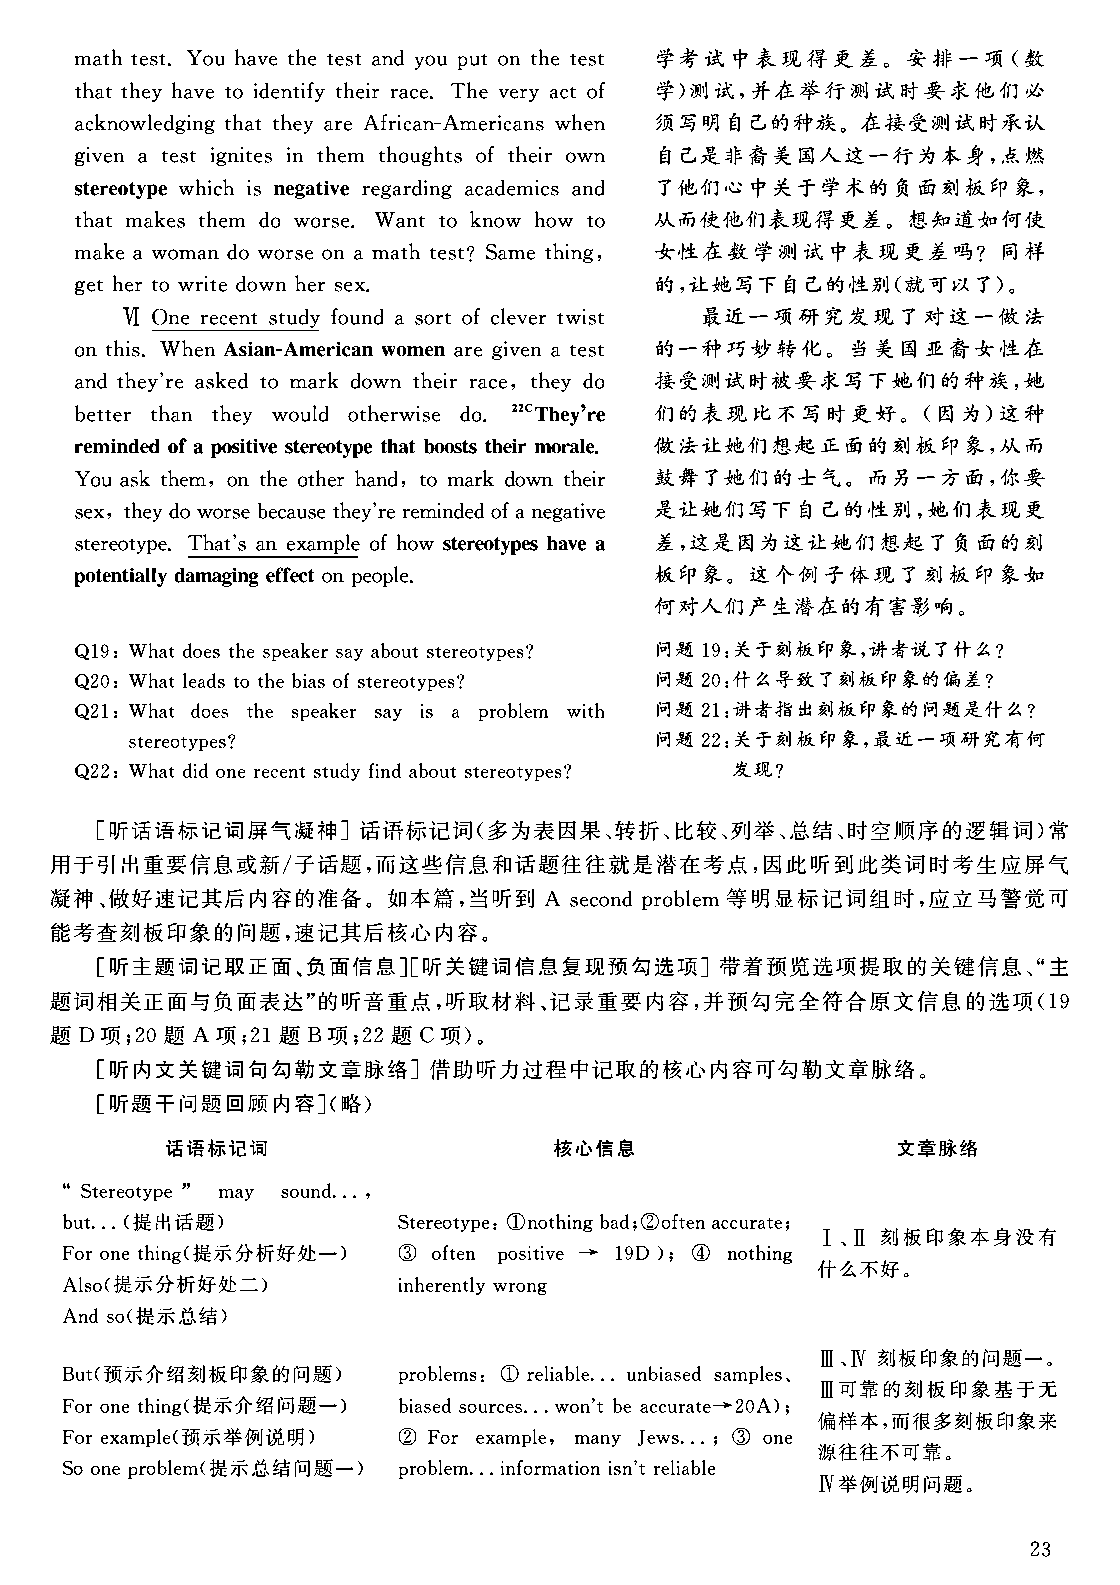 math test. You have the test and you put on the test
that they have to identify their race. The very act of
acknowledging that they are African-Americans when
given a test ignites in them thoughts of their own
stereotype which is negative regarding academics and
that makes them do worse. Want to know how to
make a woman do worse on a math test? Same thing,
get her to write down her sex.
Ⅵ One recent study found a sort of clever twist
on this. When Asian-American women are given a test
and they're asked to mark down their race, they do
better than they would otherwise do. 22CThey're
reminded of a positive stereotype that boosts their morale.
You ask them, on the other hand, to mark down their
sex, they do worse because they're reminded of a negative
stereotype. That's an example of how stereotypes have a
potentially damaging effect on people.
学考试中表现得更差。安排一项(数
学)测试,并在举行测试时要求他们必
须写明自己的种族。在接受测试时承认
自己是非裔美国人这一行为本身,点燃
了他们心中关于学术的负面刻板印象,
从而使他们表现得更差。想知道如何使
女性在数学测试中表现更差吗?同样
的,让她写下自己的性别(就可以了)。
最近一项研究发现了对这一做法
的一种巧妙转化。当美国亚裔女性在
接受测试时被要求写下她们的种族,她
们的表现比不写时更好。(因为)这种
做法让她们想起正面的刻板印象,从而
鼓舞了她们的士气。而另一方面,你要
是让她们写下自己的性别,她们表现更
差,这是因为这让她们想起了负面的刻
板印象。这个例子体现了刻板印象如
何对人们产生潜在的有害影响。
Q19: What does the speaker say about stereotypes?
Q20: What leads to the bias of stereotypes?
Q21: What does the speaker say is a problem with
stereotypes?
Q22: What did one recent study find about stereotypes?
问题 19:关于刻板印象,讲者说了什么?
问题 20:什么导致了刻板印象的偏差?
问题 21:讲者指出刻板印象的问题是什么?
问题 22:关于刻板印象,最近一项研究有何
发现?
[听话语标记词屏气凝神] 话语标记词(多为表因果、转折、比较、列举、总结、时空顺序的逻辑词)常
用于引出重要信息或新/子话题,而这些信息和话题往往就是潜在考点,因此听到此类词时考生应屏气
凝神、做好速记其后内容的准备。如本篇,当听到 A second problem 等明显标记词组时,应立马警觉可
能考查刻板印象的问题,速记其后核心内容。
[听主题词记取正面、负面信息][听关键词信息复现预勾选项] 带着预览选项提取的关键信息、“主
题词相关正面与负面表达”的听音重点,听取材料、记录重要内容,并预勾完全符合原文信息的选项(19
题 D 项;20 题 A 项;21 题 B 项;22 题 C 项)。
[听内文关键词句勾勒文章脉络] 借助听力过程中记取的核心内容可勾勒文章脉络。
[听题干问题回顾内容](略)
话语标记词 核心信息 文章脉络
“ Stereotype ” may sound...,
but...(提出话题)
For one thing(提示分析好处一)
Also(提示分析好处二)
And so(提示总结)
Stereotype: ①nothing bad;②often accurate;
③ often positive → 19D ); ④ nothing
inherently wrong
Ⅰ、Ⅱ 刻板印象本身没有
什么不好。
But(预示介绍刻板印象的问题)
For one thing(提示介绍问题一)
For example(预示举例说明)
So one problem(提示总结问题一)
problems: ① reliable... unbiased samples、
biased sources... won't be accurate→20A);
② For example, many Jews...; ③ one
problem... information isn't reliable
Ⅲ、Ⅳ 刻板印象的问题一。
Ⅲ可靠的刻板印象基于无
偏样本,而很多刻板印象来
源往往不可靠。
Ⅳ举例说明问题。
23